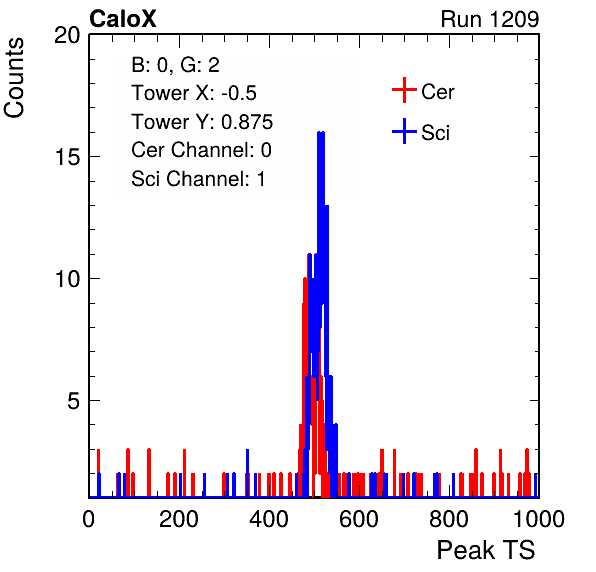 CaloX Run 1209
Counts
20
15
10
5
B: 0, G: 2
Tower X: -0.5
Tower Y: 0.875
Cer Channel: 0
Sci Channel: 1
Cer
Sci
0 200 400 600 800 1000
Peak TS